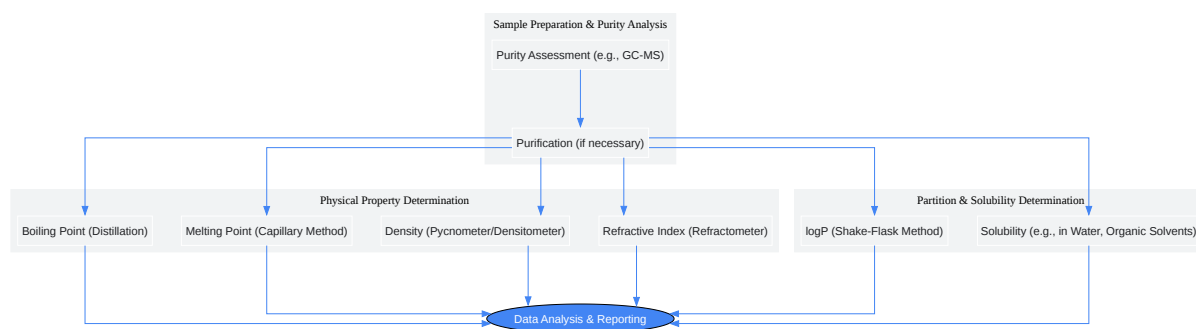 Sample Preparation & Purity Analysis
Purity Assessment (e.g., GC-MS)
Purification (if necessary)
Physical Property Determination
Partition & Solubility Determination
Boiling Point (Distillation)
Melting Point (Capillary Method)
Density (Pycnometer/Densitometer)
Refractive Index (Refractometer)
logP (Shake-Flask Method)
Solubility (e.g., in Water, Organic Solvents)
Data Analysis & Reporting